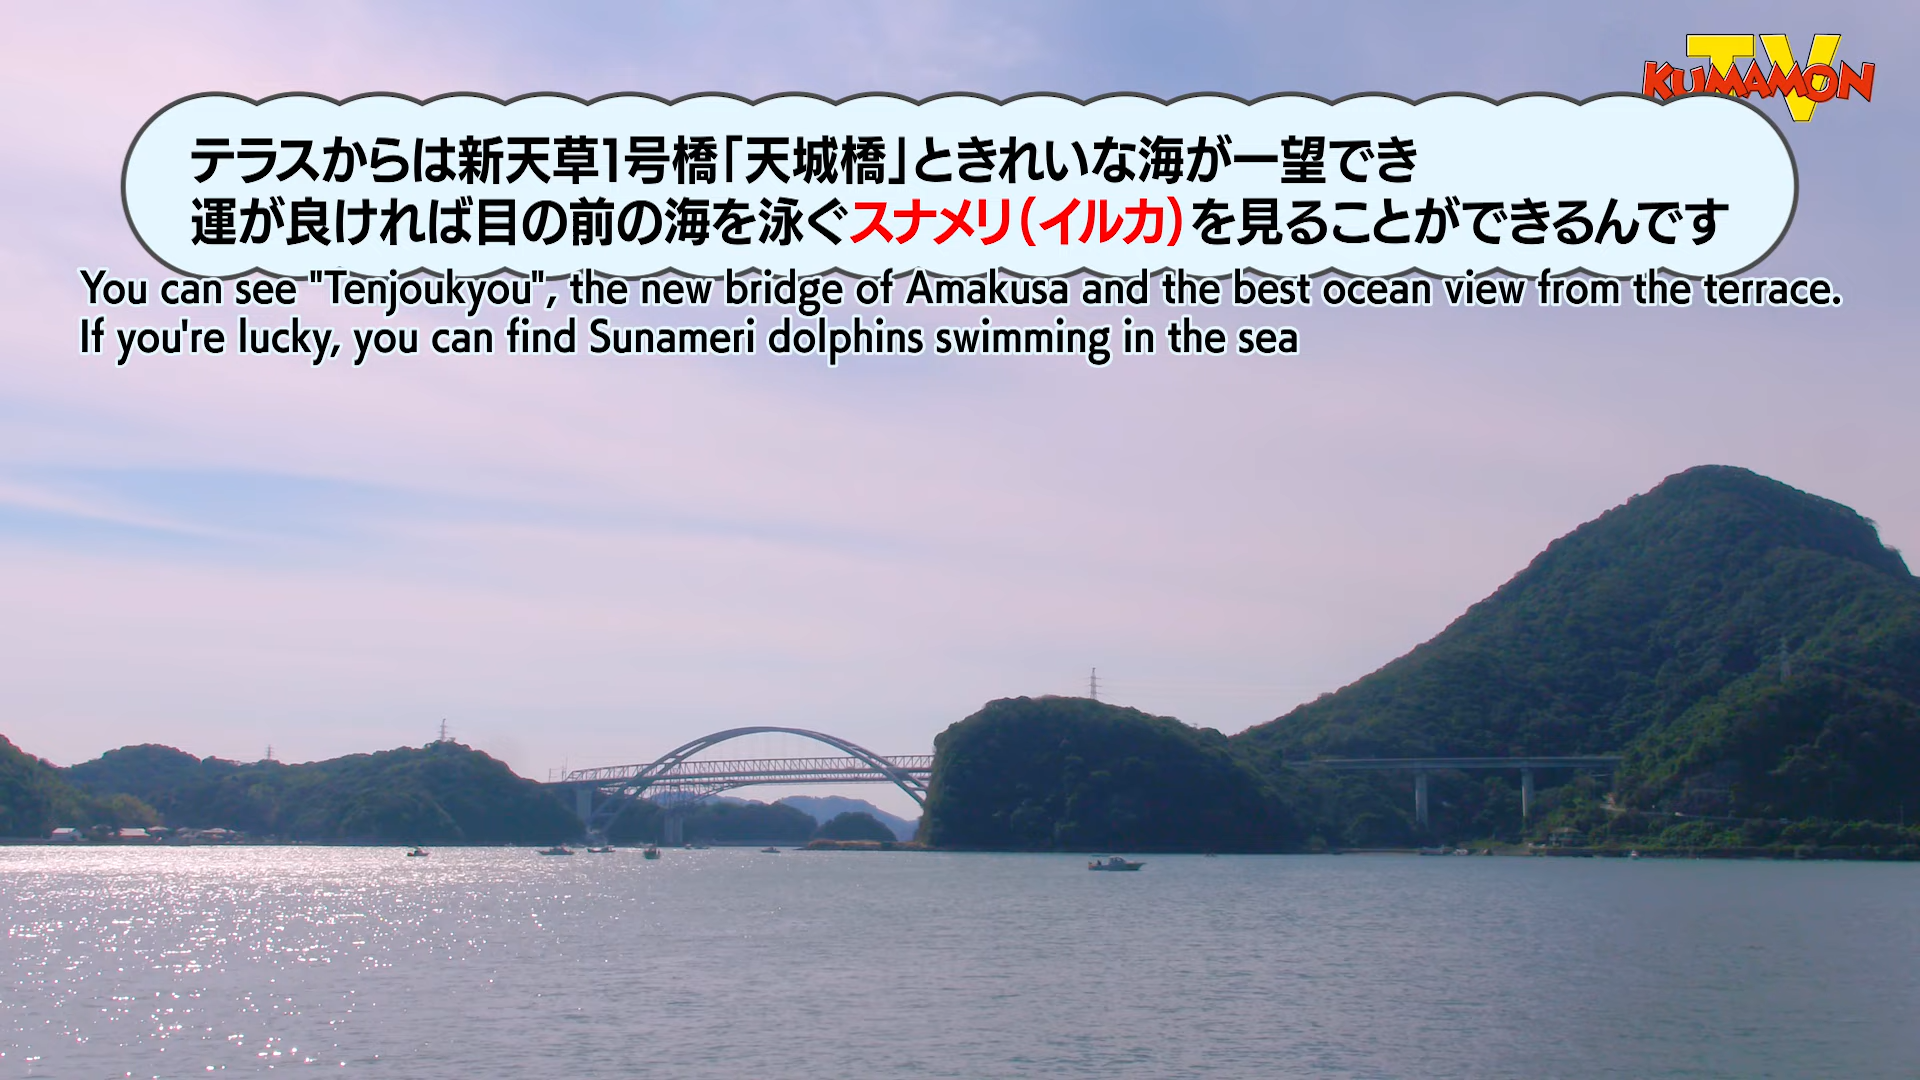 TV
KUMAMON
テラスからは新天草1号橋「天城橋」ときれいな海が一望でき
運が良ければ目の前の海を泳ぐスナメリ(イルカ)を見ることができるんです
You can see "Tenjoukyou", the new bridge of Amakusa and the best ocean view from the terrace.
If you're lucky, you can find Sunameri dolphins swimming in the sea